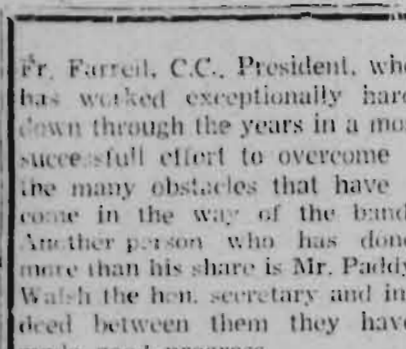 Fr. Farrell, C.C., President, who
has worked exceptionally hard
down through the years in a mo
successfull effort to overcome
the many obstacles that have
come in the way of the band
Another person who has done
more than his share is Mr. Paddy
Walsh the hon. secretary and in
deed between them they have